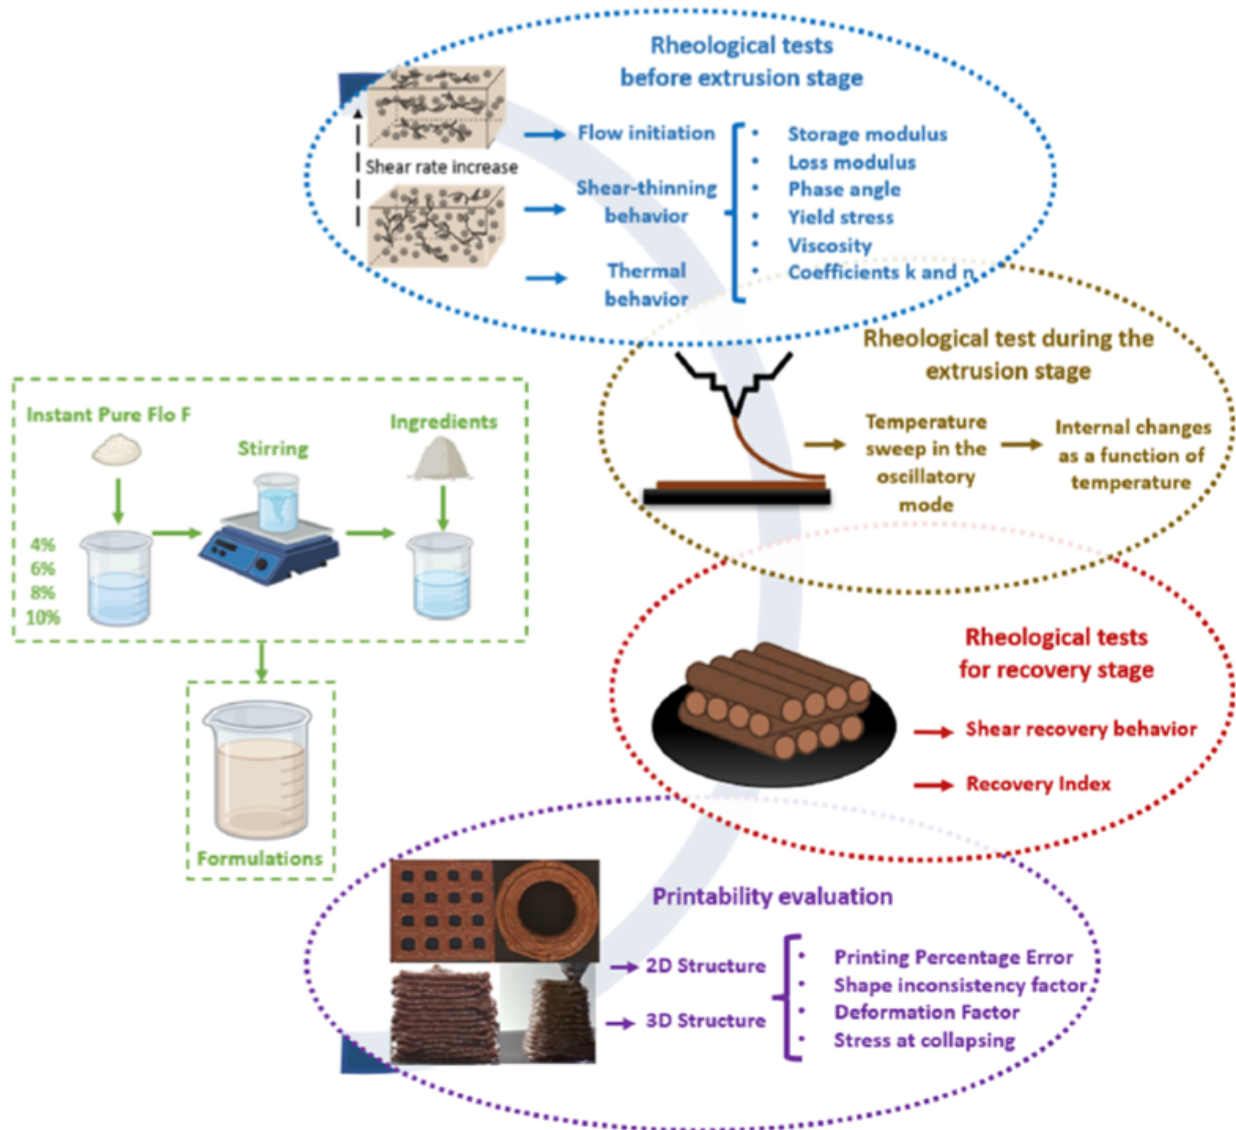 Rheological tests
before extrusion stage
Shear rate increase
Flow initiation
Shear-thinning
behavior
Thermal
behavior
• Storage modulus
• Loss modulus
• Phase angle
• Yield stress
• Viscosity
• Coefficients k and n
Rheological test during the
extrusion stage
Temperature
sweep in the
oscillatory
mode
Internal changes
as a function of
temperature
Instant Pure Flo F
Stirring
Ingredients
4%
6%
8%
10%
Formulations
Rheological tests
for recovery stage
Shear recovery behavior
Recovery Index
Printability evaluation
2D Structure
3D Structure
• Printing Percentage Error
• Shape inconsistency factor
• Deformation Factor
• Stress at collapsing